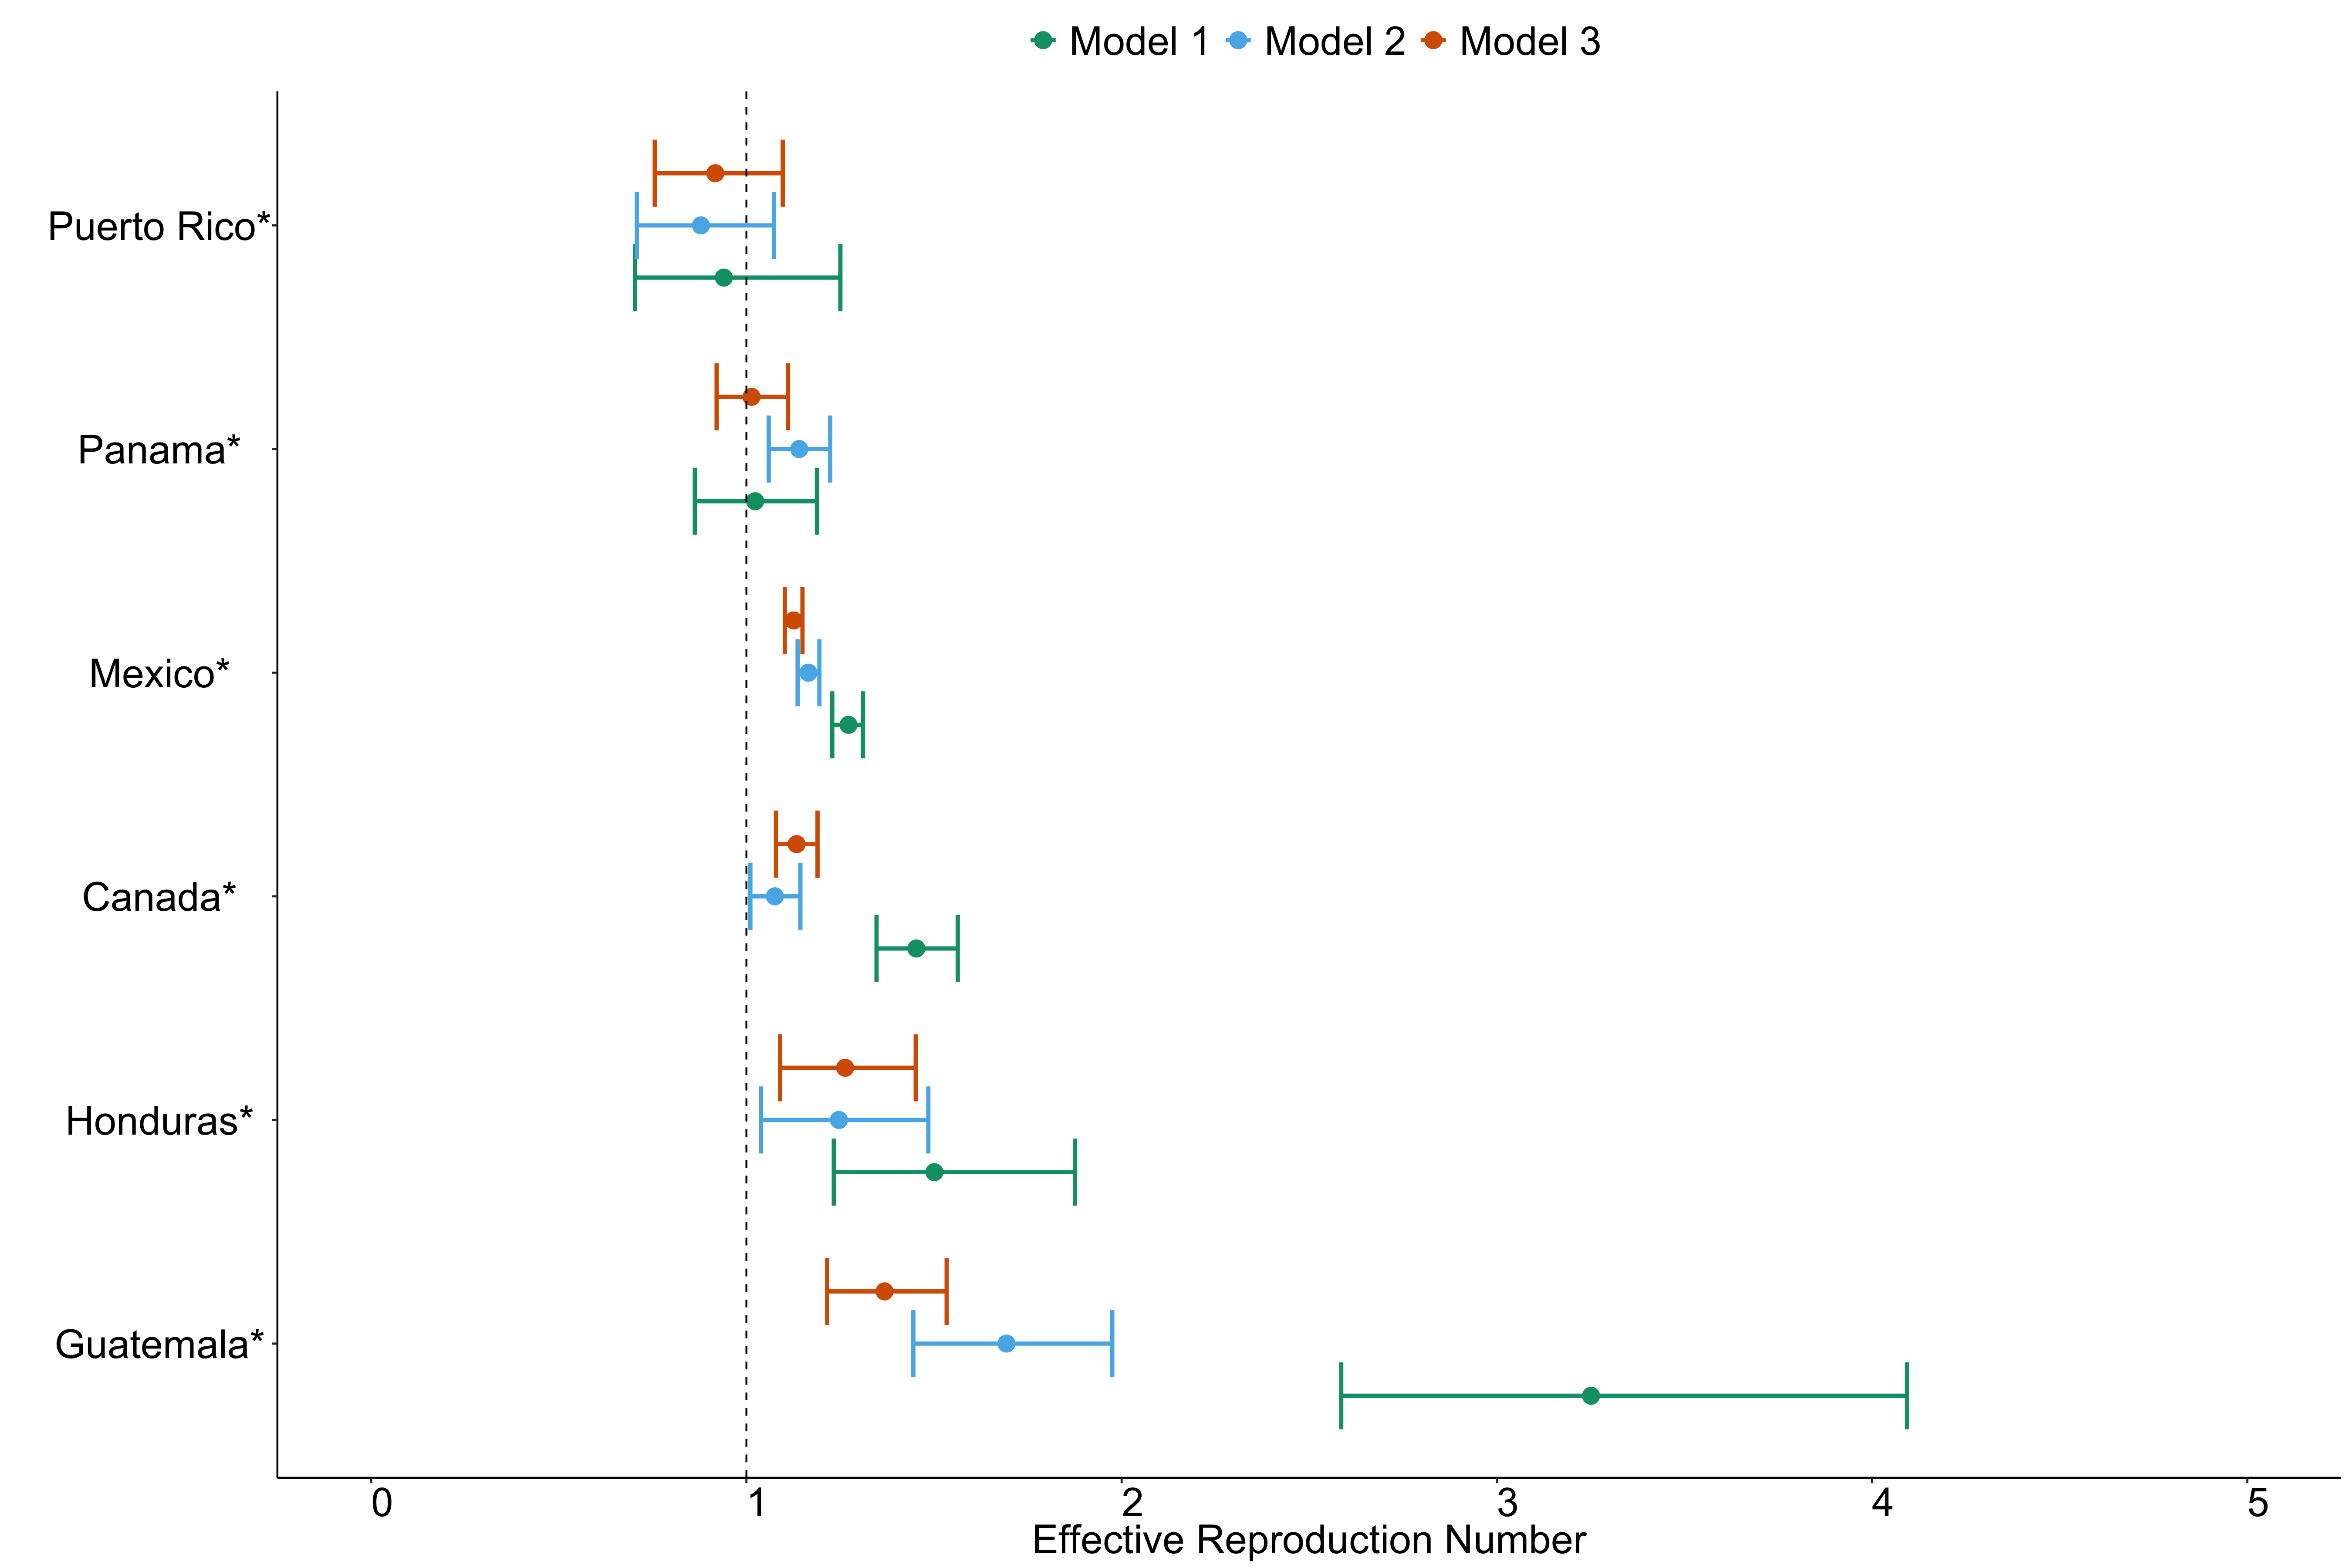 Model 1 Model 2 Model 3
Puerto Rico*
Panama*
Mexico*
Canada*
Honduras*
Guatemala*
0 1 2 3 4 5
Effective Reproduction Number